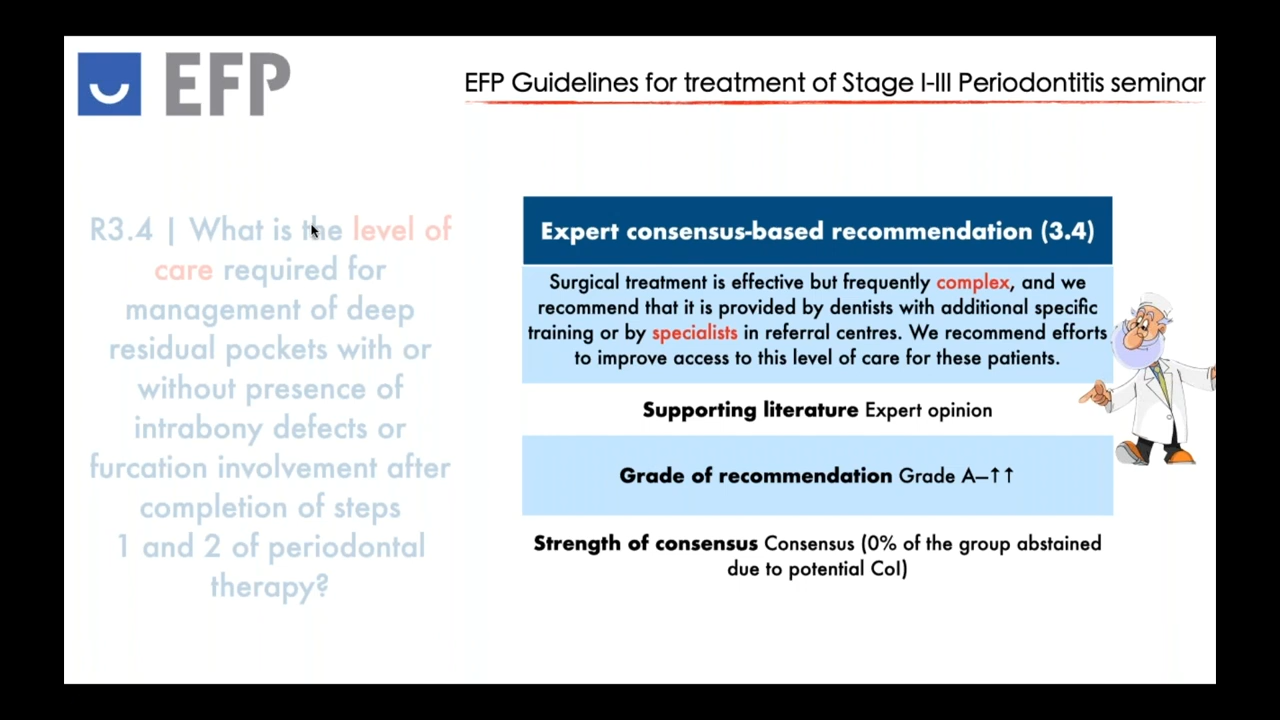 EFP
EFP Guidelines for treatment of Stage I-III Periodontitis seminar
R3.4 | What is the level of
care required for
management of deep
residual pockets with or
without presence of
intrabony defects or
furcation involvement after
completion of steps
1 and 2 of periodontal
therapy?
Expert consensus-based recommendation (3.4)
Surgical treatment is effective but frequently complex, and we
recommend that it is provided by dentists with additional specific
training or by specialists in referral centres. We recommend efforts
to improve access to this level of care for these patients.
Supporting literature Expert opinion
Grade of recommendation Grade A—↑↑
Strength of consensus Consensus (0% of the group abstained
due to potential CoI)